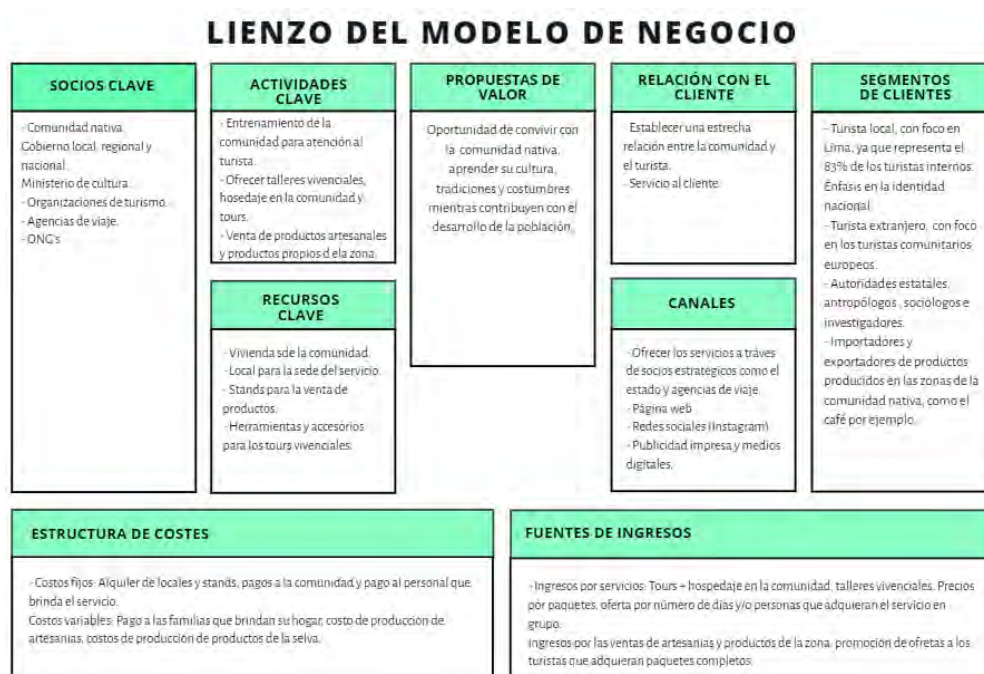 LIENZO DEL MODELO DE NEGOCIO
SOCIOS CLAVE
- Comunidad nativa.
Gobierno local, regional y
nacional.
Ministerio de cultura.
- Organizaciones de turismo.
- Agencias de viaje.
- ONG's
ACTIVIDADES
CLAVE
- Entrenamiento de la
comunidad para atención al
turista.
- Ofrecer talleres vivenciales,
hosedaje en la comunidad y
tours.
- Venta de productos artesanales
y productos propios d ela zona.
RECURSOS
CLAVE
- Vivienda sde la comunidad.
- Local para la sede del servicio.
- Stands para la venta de
productos.
- Herramientas y accesorios
para los tours vivenciales.
PROPUESTAS DE
VALOR
Oportunidad de convivir con
la comunidad nativa,
aprender su cultura,
tradiciones y costumbres
mientras contribuyen con el
desarrollo de la población.
RELACIÓN CON EL
CLIENTE
- Establecer una estrecha
relación entre la comunidad y
el turista.
- Servicio al cliente.
CANALES
- Ofrecer los servicios a tráves
de socios estratégicos como el
estado y agencias de viaje.
- Página web
- Redes sociales (Instagram)
- Publicidad impresa y medios
digitales.
SEGMENTOS
DE CLIENTES
- Turista local, con foco en
Lima, ya que representa el
83% de los turistas internos.
Énfasis en la identidad
nacional.
- Turista extranjero, con foco
en los turistas comunitarios
europeos.
- Autoridades estatales,
antropólogos, sociólogos e
investigadores.
- Importadores y
exportadores de productos
producidos en las zonas de la
comunidad nativa, como el
café por ejemplo.
ESTRUCTURA DE COSTES
- Costos fijos: Alquiler de locales y stands, pagos a la comunidad y pago al personal que
brinda el servicio.
Costos variables: Pago a las familias que brindan su hogar, costo de producción de
artesanías, costos de producción de productos de la selva.
FUENTES DE INGRESOS
- Ingresos por servicios: Tours + hospedaje en la comunidad, talleres vivenciales. Precios
por paquetes, oferta por número de días y/o personas que adquieran el servicio en
grupo.
Ingresos por las ventas de artesanías y productos de la zona, promoción de ofretas a los
turistas que adquieran paquetes completos.